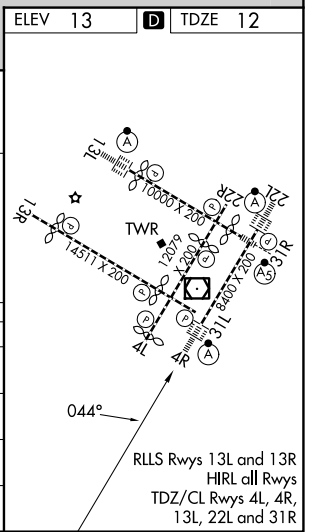 ELEV 13 D TDZE 12
A
13L
P
10000 X 200
22R
P
A
22L
13R
P
TWR
12079
X 200
P
P
31R
A5
14511 X 200
P
8400 X 200
P
P
31L
4L
4R
A
044°
RLLS Rwys 13L and 13R
HIRL all Rwys
TDZ/CL Rwys 4L, 4R,
13L, 22L and 31R